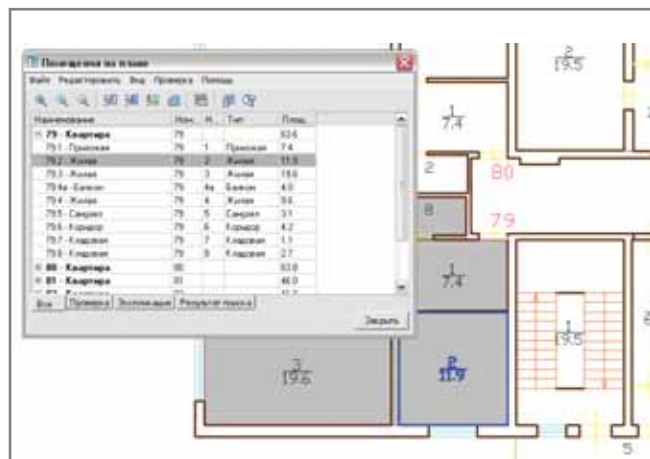 Помещения на плане
Файл Редактировать Вид Проверка Помощь
Наименование Ном. Н... Тип Площ.
79 - Квартира 79 63.6
79.1 - Прихожая 79 1 Прихожая 7.4
79.2 - Жилая 79 2 Жилая 11.9
79.3 - Жилая 79 3 Жилая 19.6
79.4а - Балкон 79 4а Балкон 4.0
79.4 - Жилая 79 4 Жилая 9.6
79.5 - Санузел 79 5 Санузел 3.1
79.6 - Коридор 79 6 Коридор 4.2
79.7 - Кладовая 79 7 Кладовая 1.1
79.8 - Кладовая 79 8 Кладовая 2.7
80 - Квартира 80 63.8
81 - Квартира 81 46.0
Все Проверка Экспликация Результат поиска
Закрыть
2
19.5
1
7.4
2
80
8
79
1
7.4
3
19.6
2
11.9
1
19.5
6
5